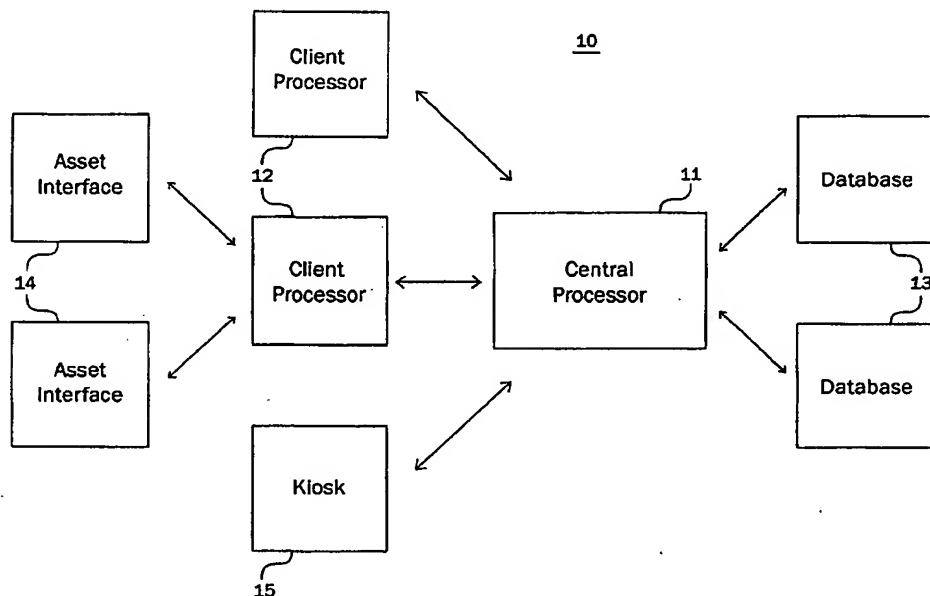 10
Client
Processor
Asset
Interface
12
11
Database
14
Client
Processor
Central
Processor
13
Asset
Interface
Database
Kiosk
15